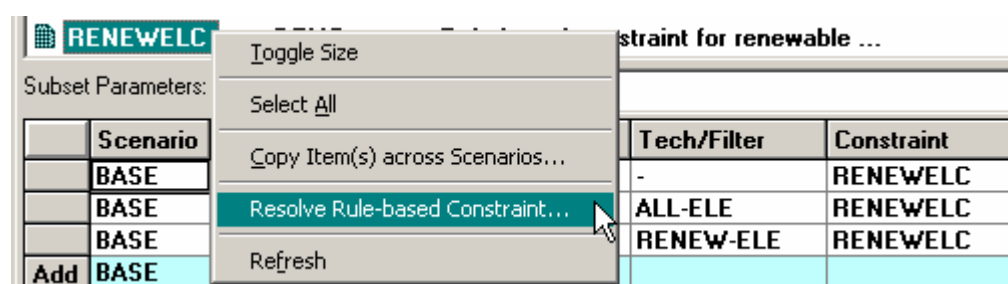 RENEWELC straint for renewable ...
Toggle Size
Subset Parameters:
Select All
Scenario Tech/Filter Constraint
Copy Item(s) across Scenarios...
BASE - RENEWELC
BASE ALL-ELE RENEWELC
Resolve Rule-based Constraint...
BASE RENEW-ELE RENEWELC
Refresh
Add BASE